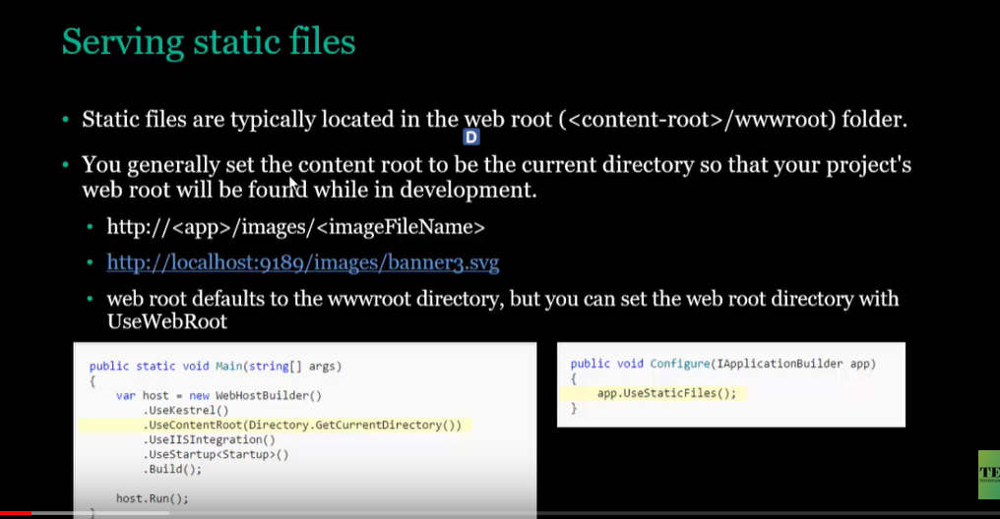 Serving static files
• Static files are typically located in the web root (<content-root>/wwwroot) folder.
D
• You generally set the content root to be the current directory so that your project's
web root will be found while in development.
• http://<app>/images/<imageFileName>
• http://localhost:9189/images/banner3.svg
• web root defaults to the wwwroot directory, but you can set the web root directory with
UseWebRoot
public static void Main(string[] args)
{
var host = new WebHostBuilder()
.UseKestrel()
.UseContentRoot(Directory.GetCurrentDirectory())
.UseIISIntegration()
.UseStartup<Startup>()
.Build();
host.Run();
}
public void Configure(IApplicationBuilder app)
{
app.UseStaticFiles();
}
TE